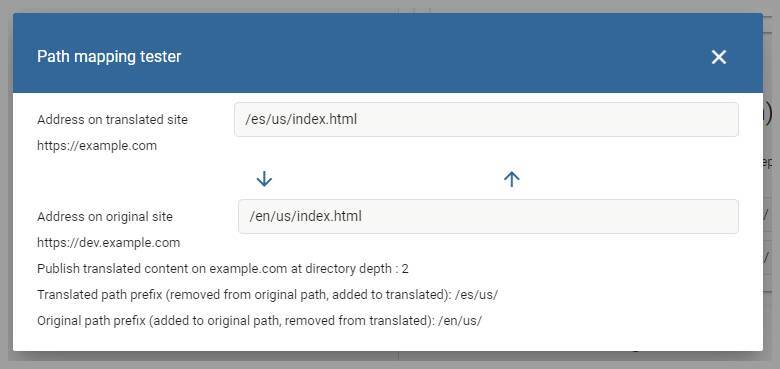 Path mapping tester
Address on translated site
/es/us/index.html
https://example.com
Address on original site
/en/us/index.html
https://dev.example.com
Publish translated content on example.com at directory depth : 2
Translated path prefix (removed from original path, added to translated): /es/us/
Original path prefix (added to original path, removed from translated): /en/us/